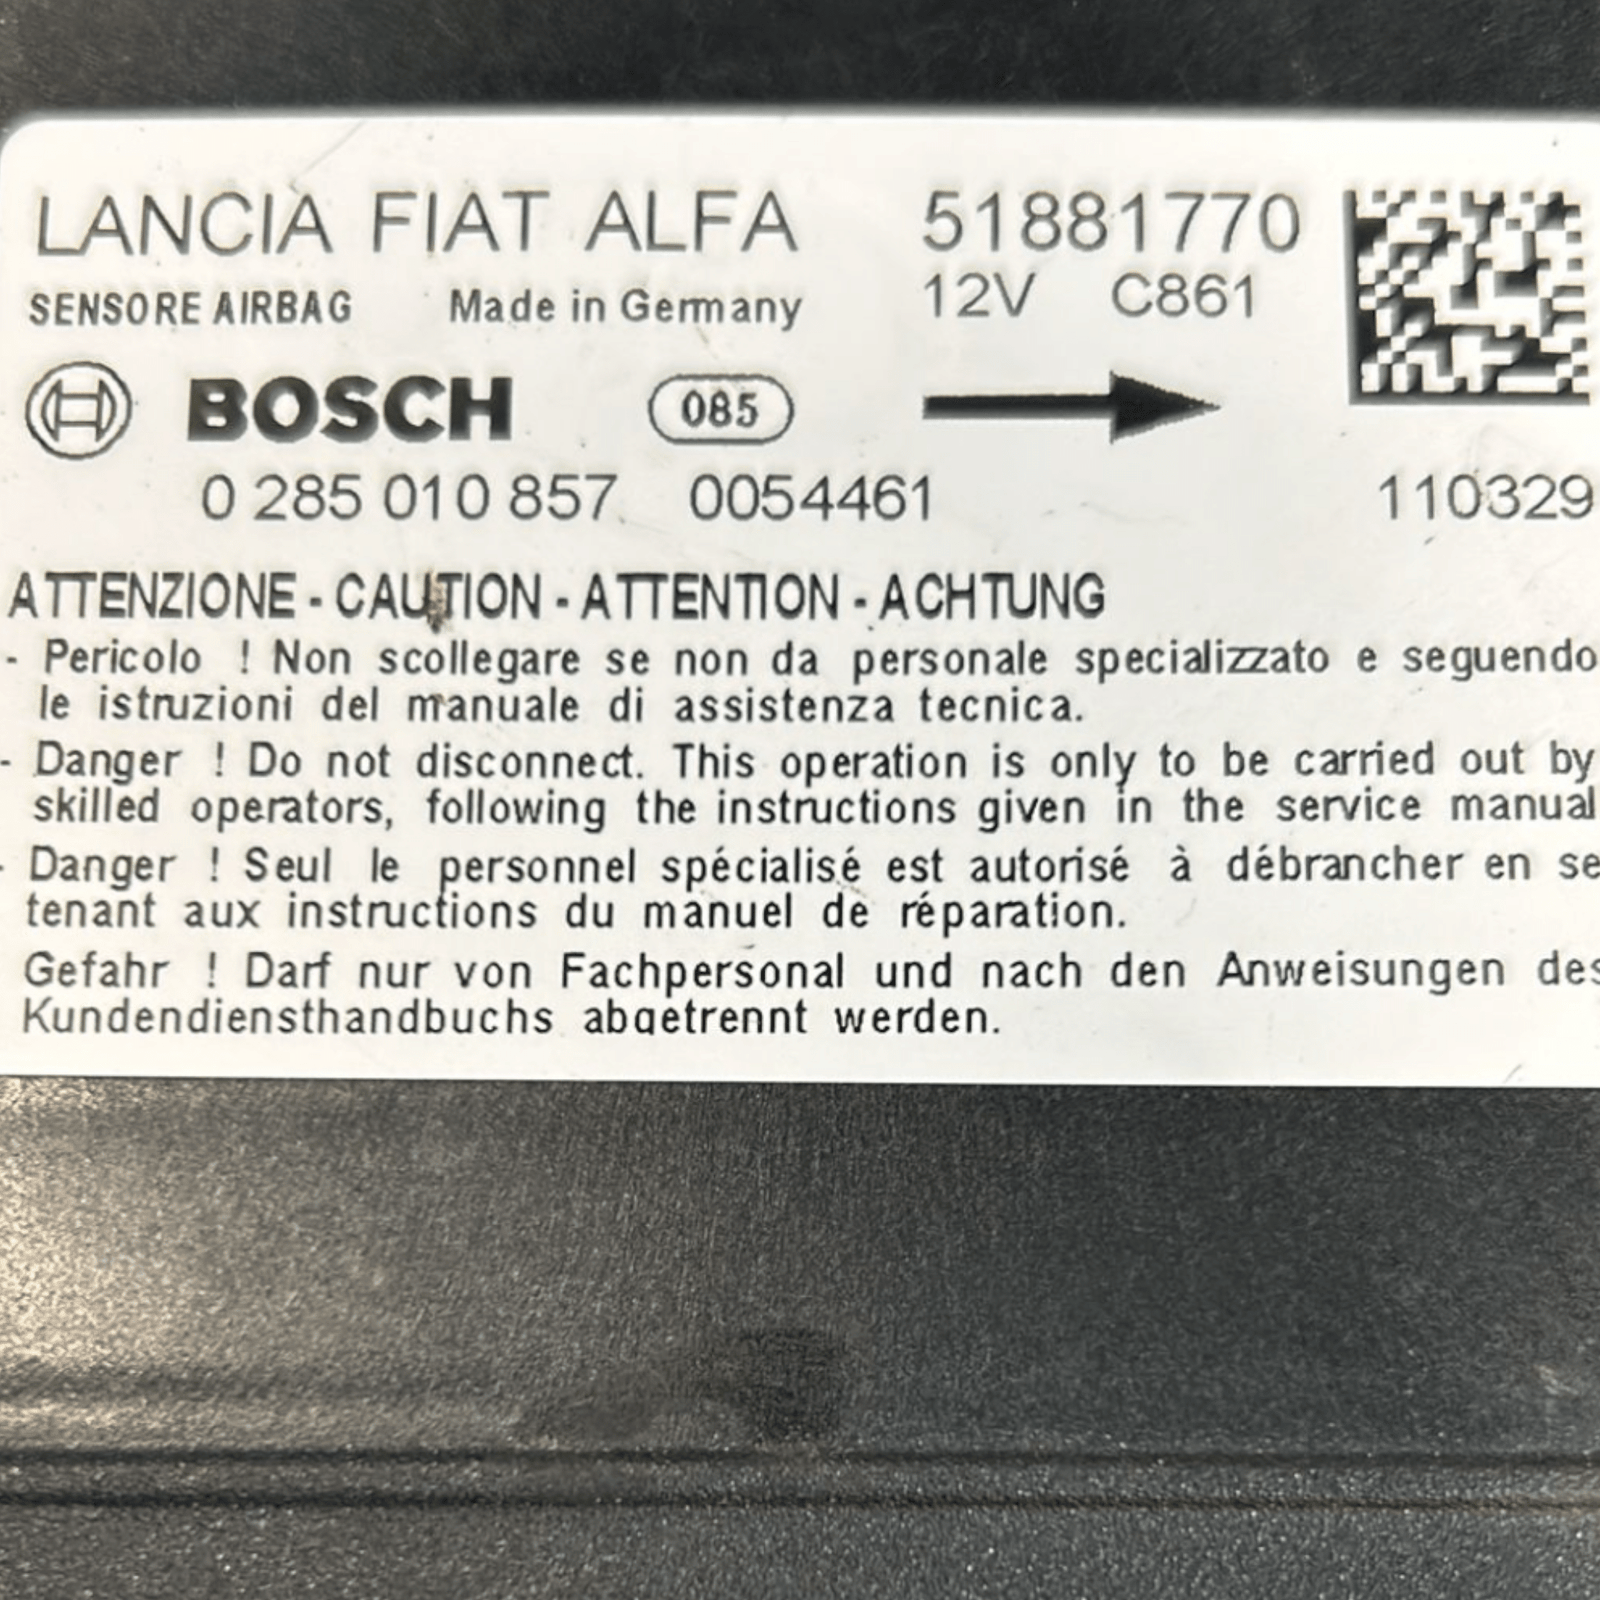 LANCIA FIAT ALFA 51881770
SENSORE AIRBAG Made in Germany 12V C861
BOSCH 085
0 285 010 857 0054461 110329
ATTENZIONE - CAUTION - ATTENTION - ACHTUNG
- Pericolo ! Non scollegare se non da personale specializzato e seguendo
le istruzioni del manuale di assistenza tecnica.
- Danger ! Do not disconnect. This operation is only to be carried out by
skilled operators, following the instructions given in the service manual
- Danger ! Seul le personnel spécialisé est autorisé à débrancher en se
tenant aux instructions du manuel de réparation.
Gefahr ! Darf nur von Fachpersonal und nach den Anweisungen des
Kundendiensthandbuchs abgetrennt werden.